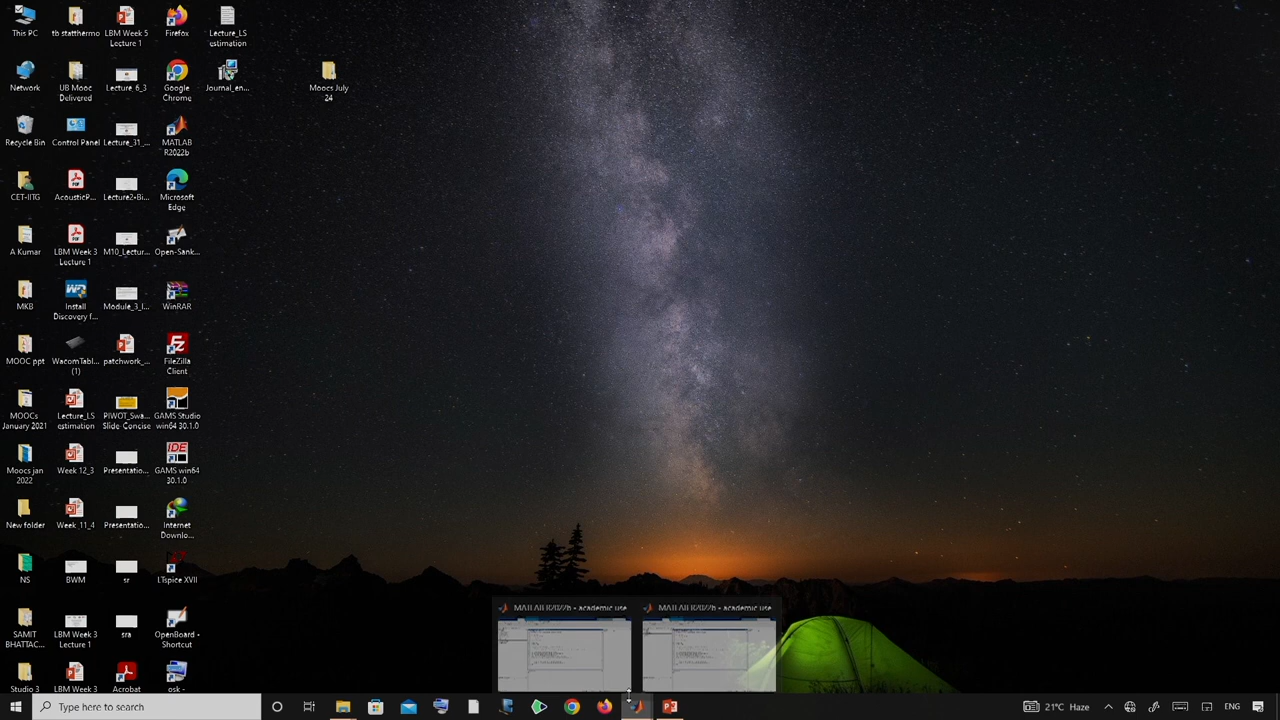 This PC
tb statthermo
LBM Week 5
Lecture 1
Firefox
Lecture_LS
estimation
Network
UB Mooc
Delivered
Lecture_6_3
Google
Chrome
Journal_en...
Moocs July
24
Recycle Bin
Control Panel
Lecture_31_...
MATLAB
R2022b
CET-IITG
AcousticP...
Lecture2-Bi...
Microsoft
Edge
A Kumar
LBM Week 3
Lecture 1
M10_Lectur...
Open-Sank...
MKB
Install
Discovery f...
Module_3_l...
WinRAR
MOOC ppt
WacomTabl...
(1)
patchwork_...
FileZilla
Client
MOOCs
January 2021
Lecture_LS
estimation
PIWOT_Swa...
Slide-Concise
GAMS Studio
win64 30.1.0
Moocs jan
2022
Week 12_3
Presentatio...
GAMS win64
30.1.0
New folder
Week_11_4
Presentatio...
Internet
Downlo...
NS
BWM
sr
LTspice XVII
SAMIT
BHATTAC...
LBM Week 3
Lecture 1
sra
OpenBoard -
Shortcut
Studio 3
LBM Week 3
Acrobat
osk -
MATLAB R2022b - academic use
MATLAB R2022b - academic use
Type here to search
21°C Haze
ENG